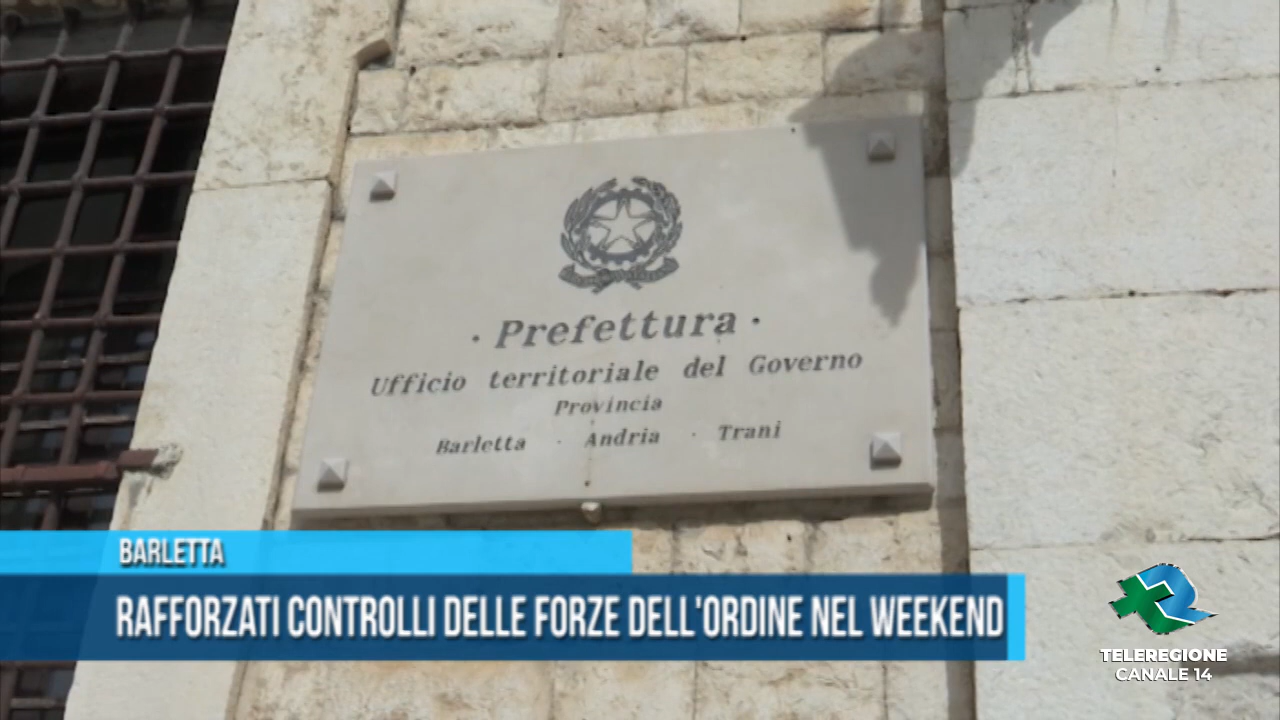 · Prefettura ·
Ufficio territoriale del Governo
Provincia
Barletta · Andria · Trani
BARLETTA
RAFFORZATI CONTROLLI DELLE FORZE DELL'ORDINE NEL WEEKEND
TELEREGIONE
CANALE 14